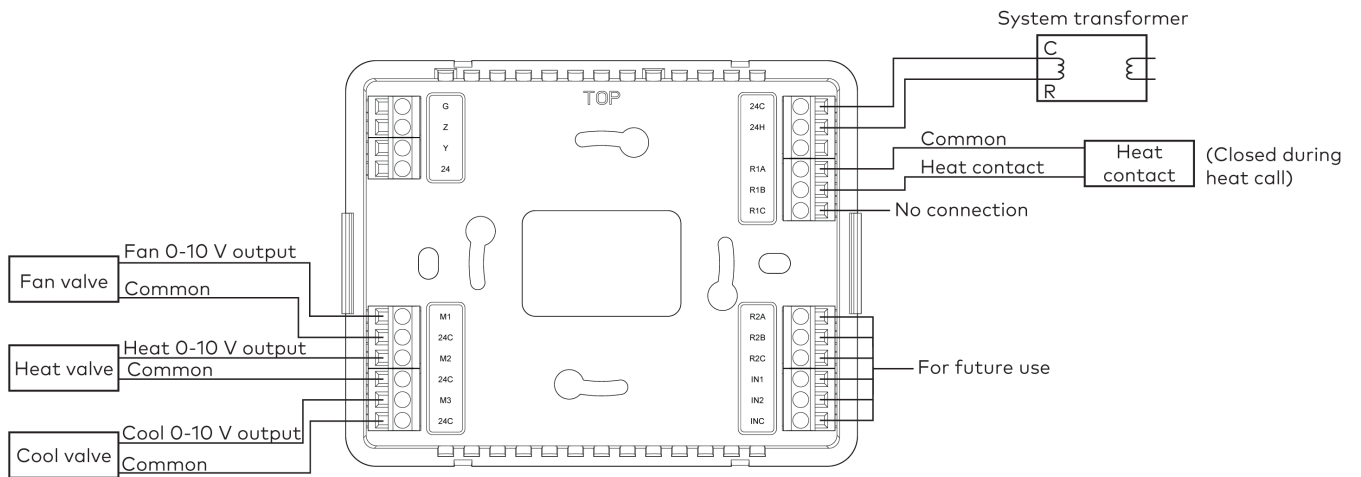 System transformer
C
R
TOP
G
Z
Y
24
24C
24H
R1A
R1B
R1C
Common
Heat contact
Heat
contact
(Closed during
heat call)
No connection
Fan valve
Fan 0-10 V output
Common
Heat valve
Heat 0-10 V output
Common
Cool valve
Cool 0-10 V output
Common
M1
24C
M2
24C
M3
24C
R2A
R2B
R2C
IN1
IN2
INC
For future use